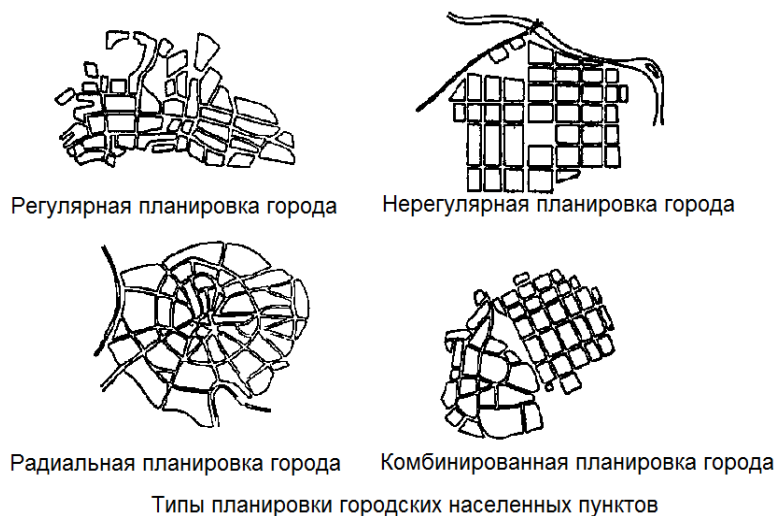 Регулярная планировка города
Нерегулярная планировка города
Радиальная планировка города
Комбинированная планировка города
Типы планировки городских населенных пунктов